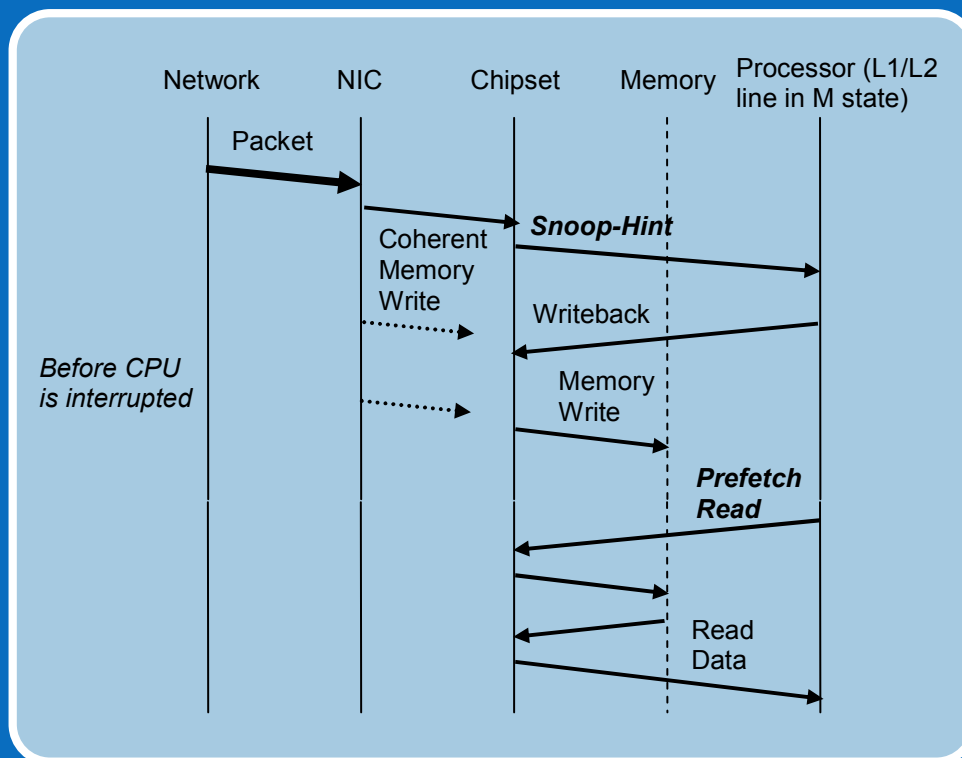 Network
NIC
Chipset
Memory
Processor (L1/L2
line in M state)
Packet
Snoop-Hint
Coherent
Memory
Write
Writeback
Before CPU
is interrupted
Memory
Write
Prefetch
Read
Read
Data